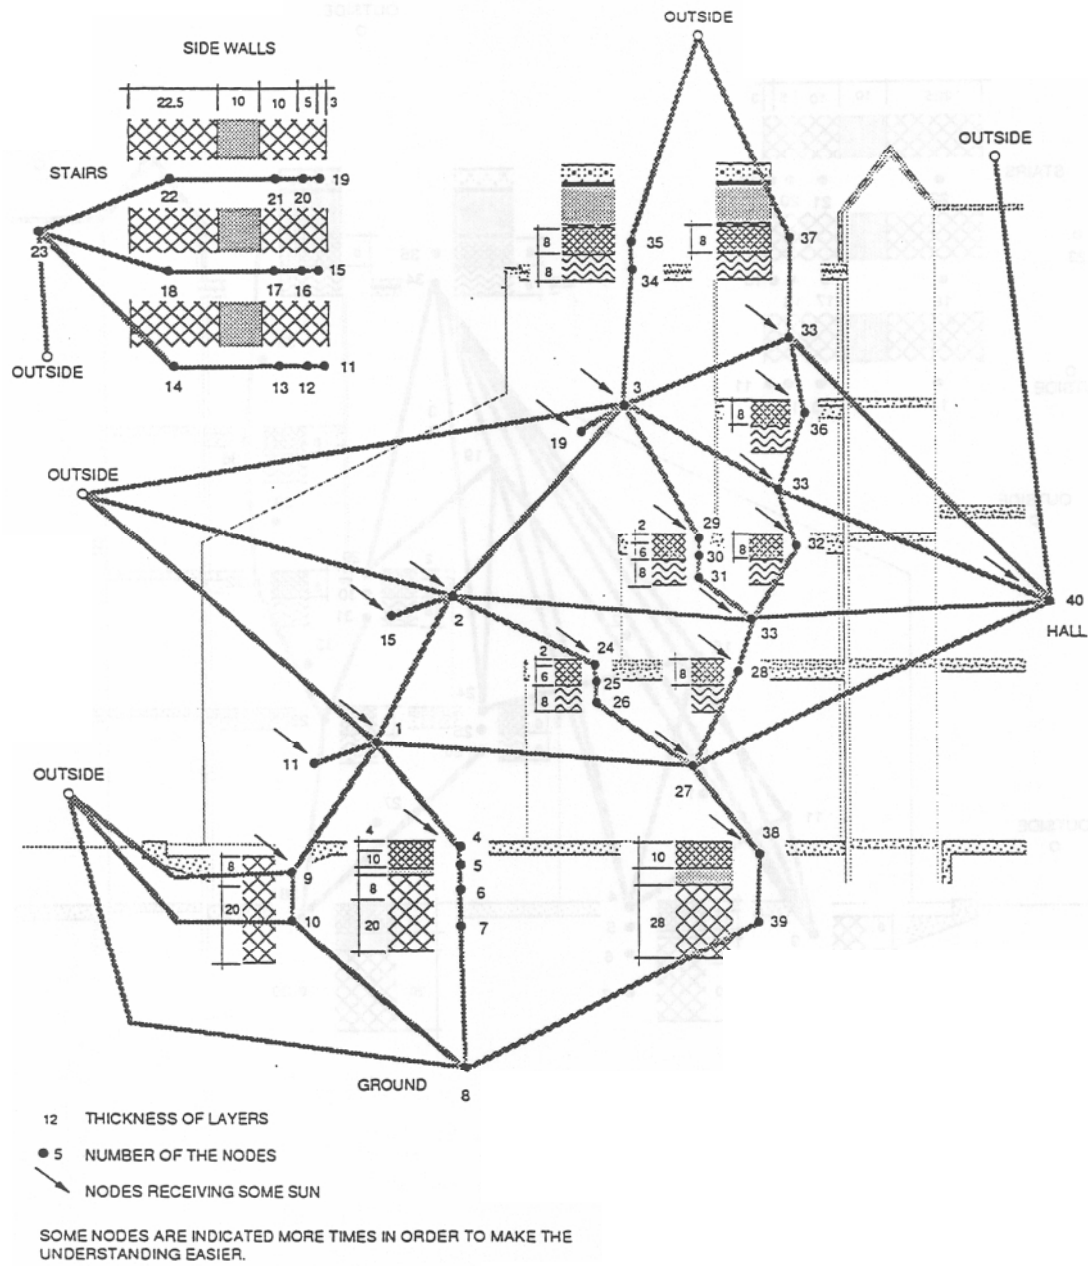 OUTSIDE
SIDE WALLS
22.5 10 10 5 3
OUTSIDE
STAIRS
22 21 20 19
23
18 17 16 15
35
37
8
8
8
34
OUTSIDE
14 13 12 11
33
3
19
8
36
OUTSIDE
33
2
29
6
30
8
32
8
31
2
15
33
40
HALL
2
24
6
25
8
28
8
26
1
11
27
OUTSIDE
4
4
38
10
5
10
8
9
8
6
20
10
20
7
28
39
GROUND
8
12 THICKNESS OF LAYERS
5 NUMBER OF THE NODES
NODES RECEIVING SOME SUN
SOME NODES ARE INDICATED MORE TIMES IN ORDER TO MAKE THE
UNDERSTANDING EASIER.